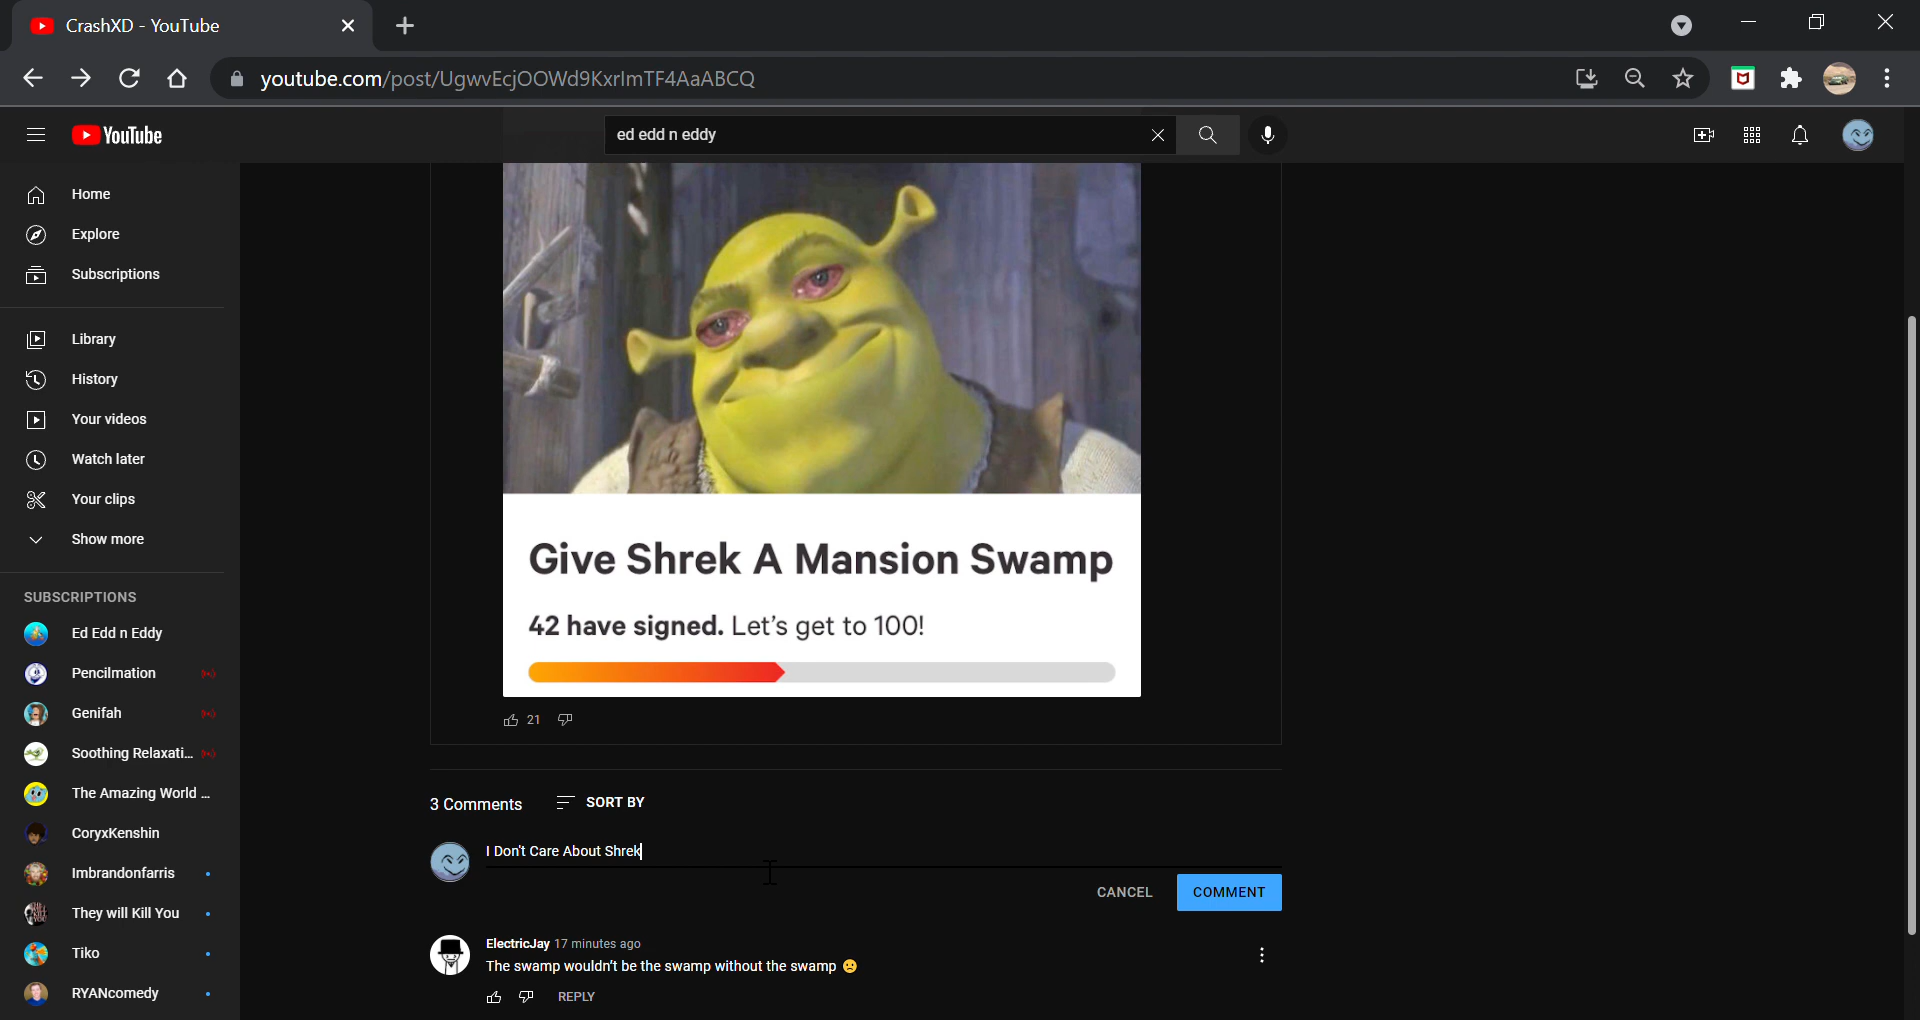 CrashXD - YouTube
youtube.com/post/UgwvEcjOOWd9KxrlmTF4AaABCQ
YouTube
ed edd n eddy
Home
Explore
Subscriptions
Library
History
Your videos
Watch later
Your clips
Show more
SUBSCRIPTIONS
Ed Edd n Eddy
Pencilmation
Genifah
Soothing Relaxati...
The Amazing World ...
CoryxKenshin
Imbrandonfarris
They will Kill You
Tiko
RYANcomedy
Give Shrek A Mansion Swamp
42 have signed. Let's get to 100!
21
3 Comments SORT BY
I Don't Care About Shrek
CANCEL COMMENT
ElectricJay 17 minutes ago
The swamp wouldn't be the swamp without the swamp 🙁
REPLY